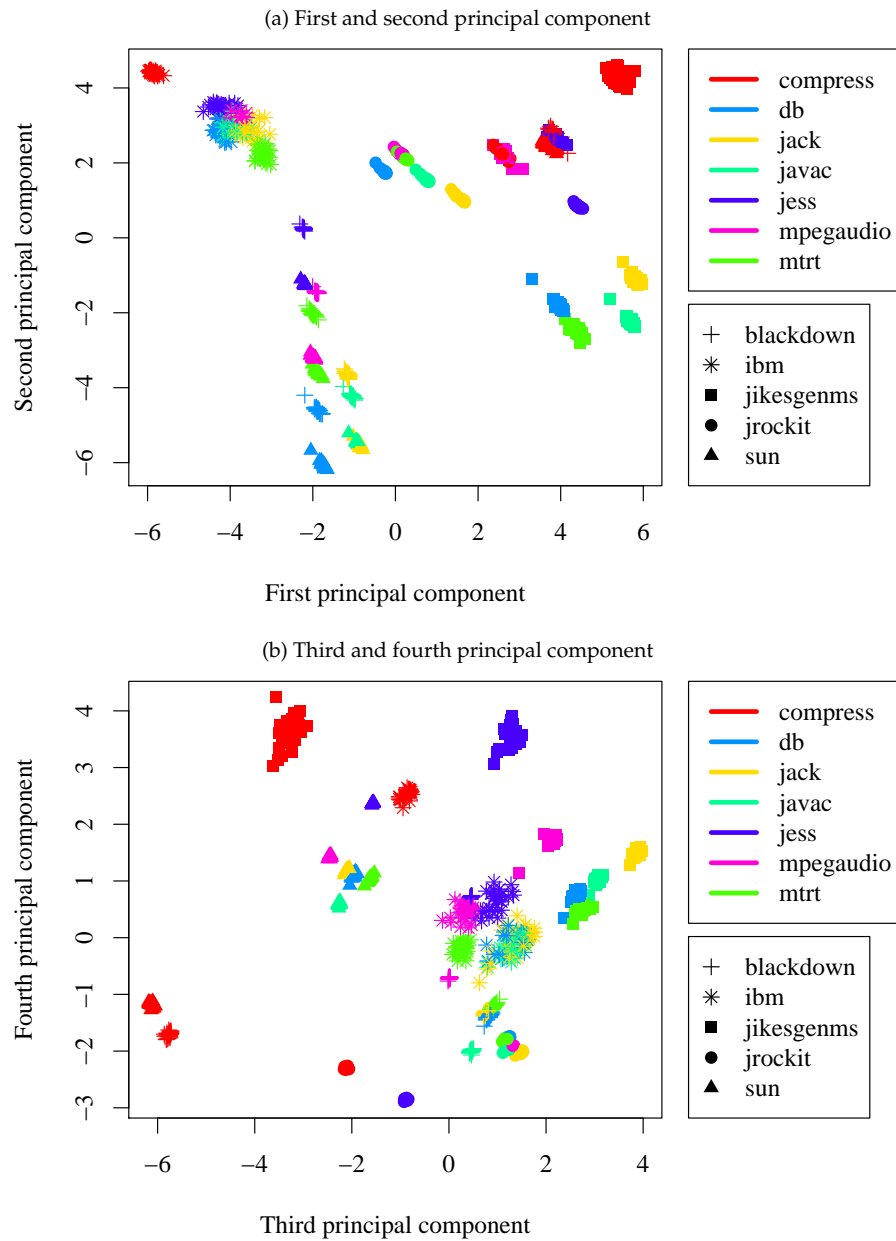 (a) First and second principal component
4
2
0
−2
−4
−6
Second principal component
−6
−4
−2
0
2
4
6
First principal component
compress
db
jack
javac
jess
mpegaudio
mtrt
blackdown
ibm
jikesgenms
jrockit
sun
(b) Third and fourth principal component
4
3
2
1
0
−1
−2
−3
Fourth principal component
−6
−4
−2
0
2
4
Third principal component
compress
db
jack
javac
jess
mpegaudio
mtrt
blackdown
ibm
jikesgenms
jrockit
sun